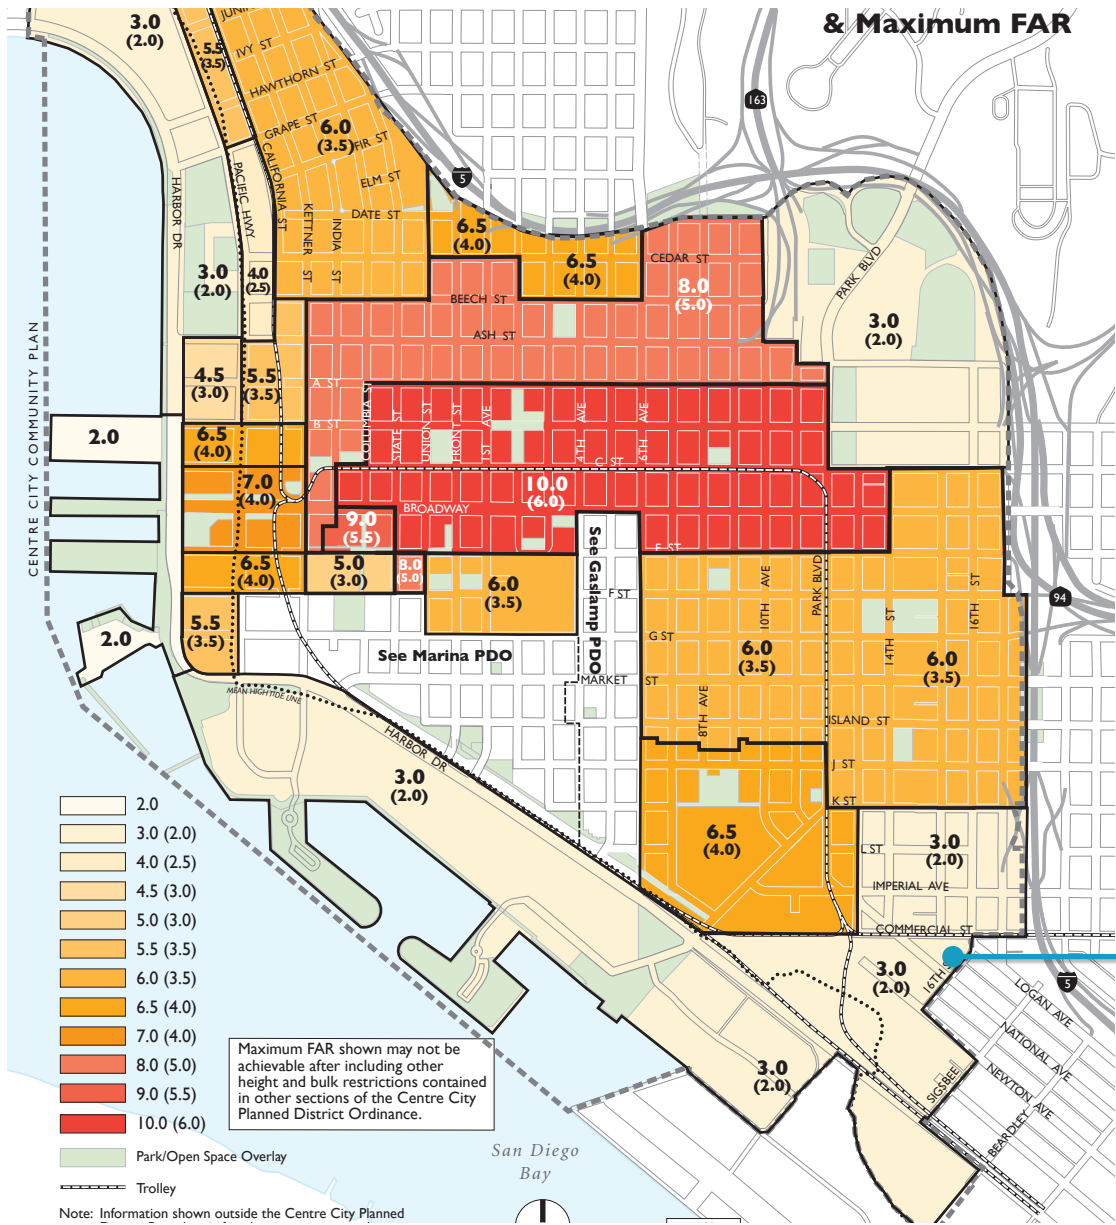 & Maximum FAR
3.0
(2.0)
5.5
(3.5)
IVY ST
HAWTHORN ST
GRAPE ST
6.0
(3.5)
FIR ST
ELM ST
DATE ST
163
5
CALIFORNIA ST
PACIFIC HWY
HARBOR DR
KETTNER ST
INDIA ST
6.5
(4.0)
6.5
(4.0)
CEDAR ST
8.0
(5.0)
PARK BLVD
3.0
(2.0)
3.0
(2.0)
4.0
(2.5)
BEECH ST
ASH ST
CENTRE CITY COMMUNITY PLAN
4.5
(3.0)
5.5
(3.5)
A ST
B ST
COLUMBIA ST
STATE ST
UNION ST
FRONT ST
1ST AVE
4TH AVE
6TH AVE
C ST
2.0
6.5
(4.0)
7.0
(4.0)
10.0
(6.0)
BROADWAY
9.0
(5.5)
See Gaslamp PDO
E ST
6.5
(4.0)
5.0
(3.0)
8.0
(5.0)
6.0
(3.5)
F ST
10TH AVE
PARK BLVD
14TH ST
16TH ST
94
2.0
5.5
(3.5)
See Marina PDO
G ST
6.0
(3.5)
6.0
(3.5)
MARKET ST
MEAN HIGH TIDE LINE
8TH AVE
ISLAND ST
HARBOR DR
3.0
(2.0)
J ST
K ST
6.5
(4.0)
L ST
3.0
(2.0)
IMPERIAL AVE
COMMERCIAL ST
3.0
(2.0)
16TH
5
LOGAN AVE
NATIONAL AVE
NEWTON AVE
SIGSBEE
BEARDLEY
3.0
(2.0)
2.0
3.0 (2.0)
4.0 (2.5)
4.5 (3.0)
5.0 (3.0)
5.5 (3.5)
6.0 (3.5)
6.5 (4.0)
7.0 (4.0)
8.0 (5.0)
9.0 (5.5)
10.0 (6.0)
Park/Open Space Overlay
Trolley
Maximum FAR shown may not be
achievable after including other
height and bulk restrictions contained
in other sections of the Centre City
Planned District Ordinance.
San Diego
Bay
Note: Information shown outside the Centre City Planned